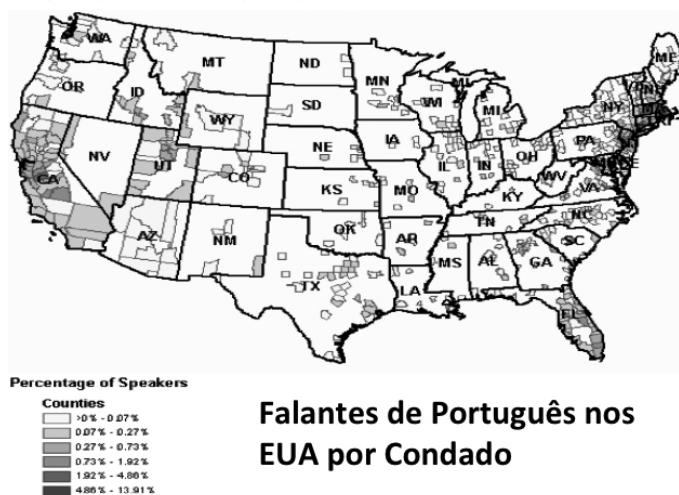 WA
MT
ND
MN
OR
ID
WY
SD
WI
MI
MI
NY
ME
NV
UT
CO
NE
IA
IL
IN
OH
PA
CA
KS
MO
KY
WV
VA
AZ
NM
OK
AR
TN
NC
SC
TX
LA
MS
AL
GA
FL
Percentage of Speakers
Counties
>0% - 0.07%
0.07% - 0.27%
0.27% - 0.73%
0.73% - 1.92%
1.92% - 4.86%
4.86% - 13.91%
Falantes de Português nos
EUA por Condado